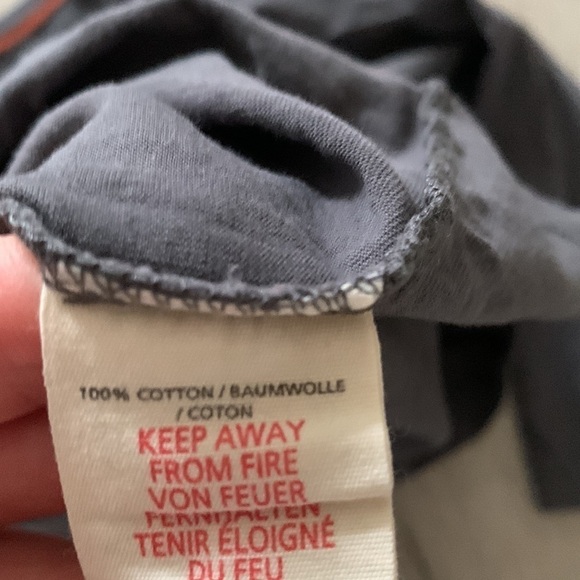 100% COTTON / BAUMWOLLE
/ COTON
KEEP AWAY
FROM FIRE
VON FEUER
FERNHALTEN
TENIR ÉLOIGNÉ
DU FEU